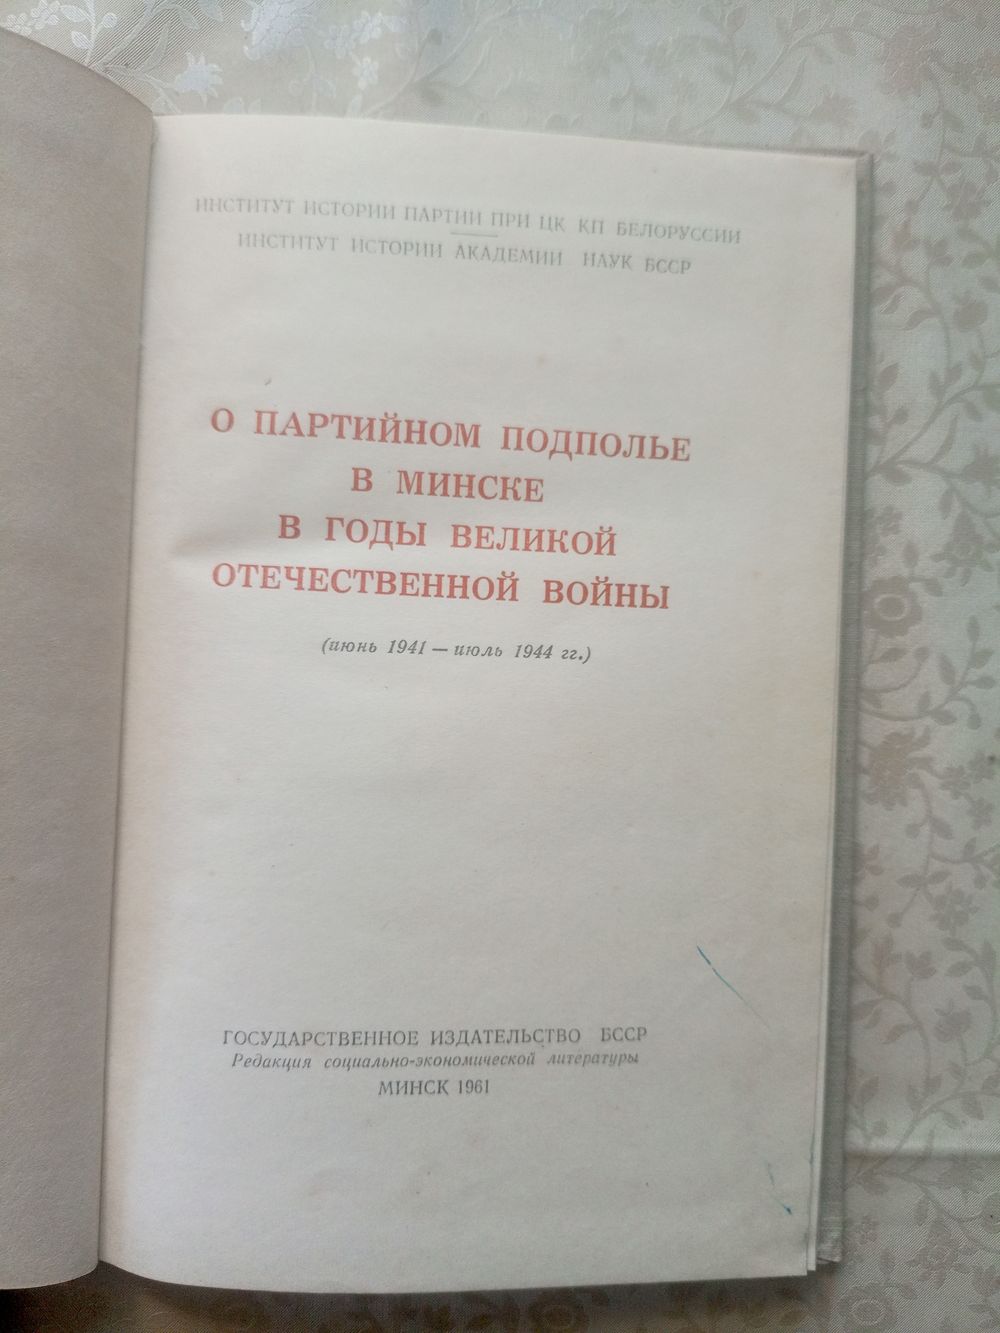 ИНСТИТУТ ИСТОРИИ ПАРТИИ ПРИ ЦК КП БЕЛОРУССИИ
ИНСТИТУТ ИСТОРИИ АКАДЕМИИ НАУК БССР
О ПАРТИЙНОМ ПОДПОЛЬЕ
В МИНСКЕ
В ГОДЫ ВЕЛИКОЙ
ОТЕЧЕСТВЕННОЙ ВОЙНЫ
(июнь 1941 — июль 1944 гг.)
ГОСУДАРСТВЕННОЕ ИЗДАТЕЛЬСТВО БССР
Редакция социально-экономической литературы
МИНСК 1961